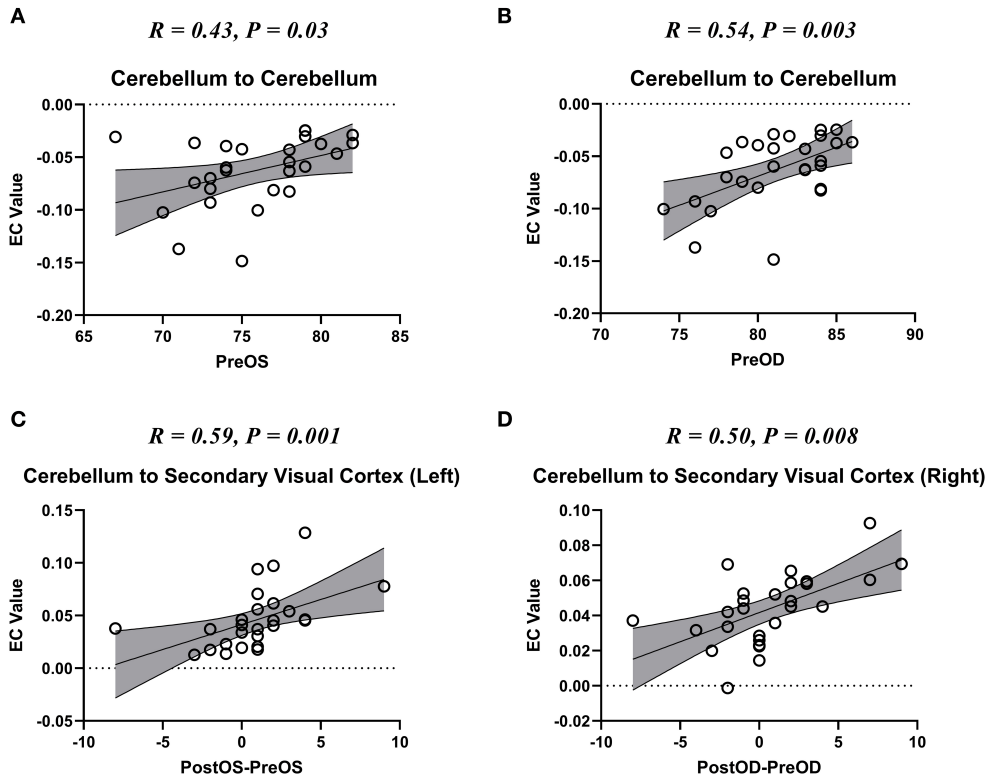 A
R = 0.43, P = 0.03
Cerebellum to Cerebellum
0.00
-0.05
-0.10
-0.15
-0.20
EC Value
65 70 75 80 85
PreOS
B
R = 0.54, P = 0.003
Cerebellum to Cerebellum
0.00
-0.05
-0.10
-0.15
-0.20
EC Value
70 75 80 85 90
PreOD
C
R = 0.59, P = 0.001
Cerebellum to Secondary Visual Cortex (Left)
0.15
0.10
0.05
0.00
-0.05
EC Value
-10 -5 0 5 10
PostOS-PreOS
D
R = 0.50, P = 0.008
Cerebellum to Secondary Visual Cortex (Right)
0.10
0.08
0.06
0.04
0.02
0.00
-0.02
EC Value
-10 -5 0 5 10
PostOD-PreOD